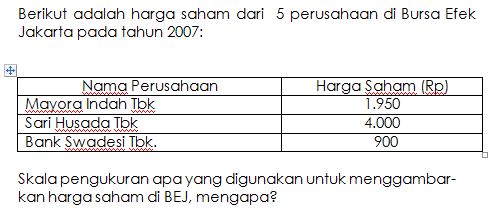 Berikut adalah harga saham dari 5 perusahaan di Bursa Efek
Jakarta pada tahun 2007:
Nama Perusahaan Harga Saham (Rp)
Mayora Indah Tbk 1.950
Sari Husada Tbk 4.000
Bank Swadesi Tbk. 900
Skala pengukuran apa yang digunakan untuk menggambar-
kan harga saham di BEJ, mengapa?